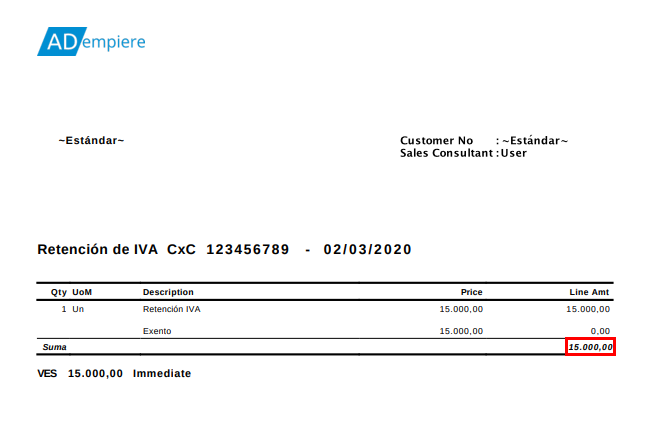 ADempiere
~Estándar~
Customer No : ~Estándar~
Sales Consultant : User
Retención de IVA CxC 123456789 - 02/03/2020
Qty UoM Description Price Line Amt
1 Un Retención IVA 15.000,00 15.000,00
Exento 15.000,00 0,00
Suma 15.000,00
VES 15.000,00 Immediate